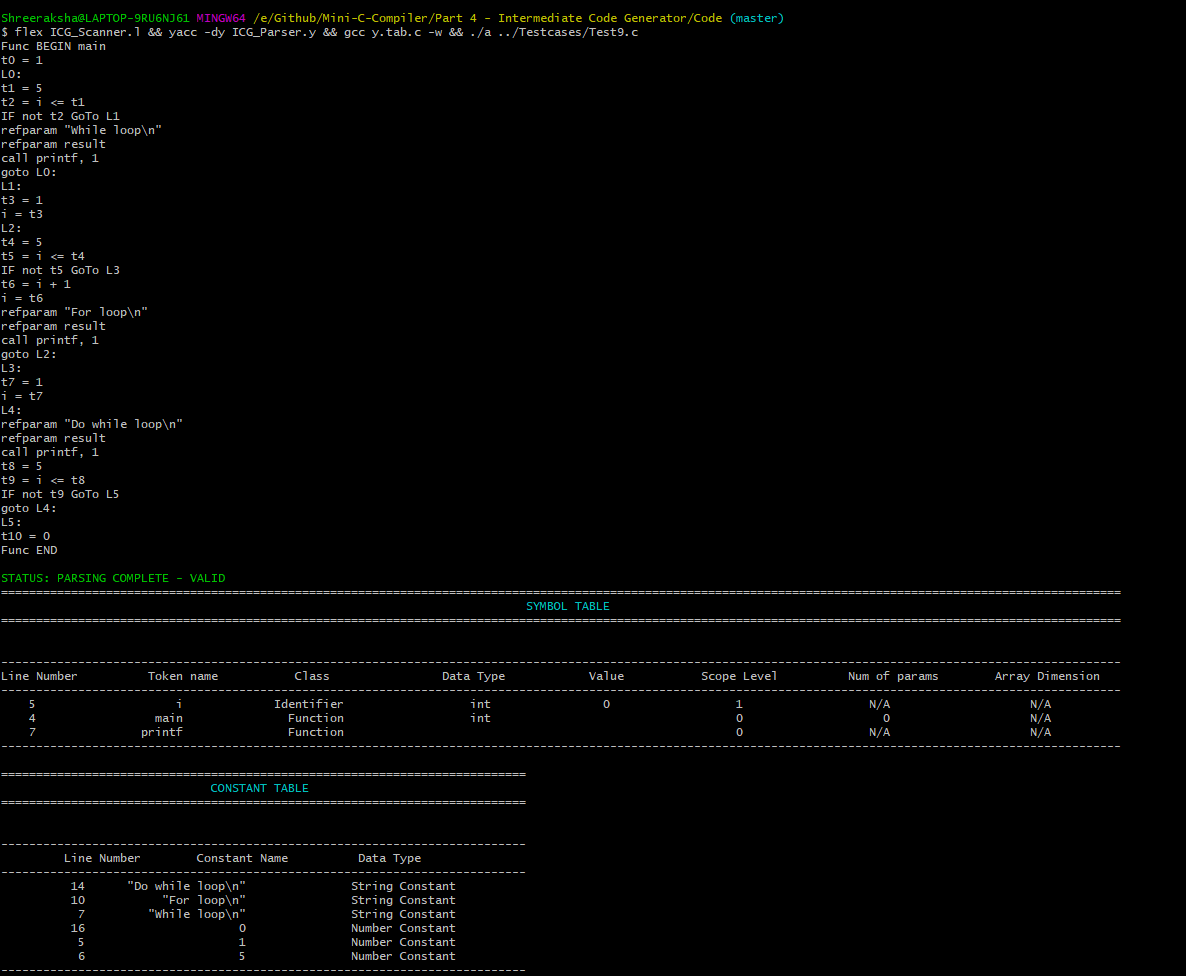 Shreeraksha@LAPTOP-9RU6NJ61 MINGW64 /e/Github/Mini-C-Compiler/Part 4 - Intermediate Code Generator/Code (master)
$ flex ICG_Scanner.l && yacc -dy ICG_Parser.y && gcc y.tab.c -w && ./a ../Testcases/Test9.c
Func BEGIN main
t0 = 1
L0:
t1 = 5
t2 = i <= t1
IF not t2 GoTo L1
refparam "While loop\n"
refparam result
call printf, 1
goto L0:
L1:
t3 = 1
i = t3
L2:
t4 = 5
t5 = i <= t4
IF not t5 GoTo L3
t6 = i + 1
i = t6
refparam "For loop\n"
refparam result
call printf, 1
goto L2:
L3:
t7 = 1
i = t7
L4:
refparam "Do while loop\n"
refparam result
call printf, 1
t8 = 5
t9 = i <= t8
IF not t9 GoTo L5
goto L4:
L5:
t10 = 0
Func END
STATUS: PARSING COMPLETE - VALID
SYMBOL TABLE
Line Number Token name Class Data Type Value Scope Level Num of params Array Dimension
5 i Identifier int 0 1 N/A N/A
4 main Function int 0 0 N/A
7 printf Function 0 N/A N/A
CONSTANT TABLE
Line Number Constant Name Data Type
14 "Do while loop\n" String Constant
10 "For loop\n" String Constant
7 "While loop\n" String Constant
16 0 Number Constant
5 1 Number Constant
6 5 Number Constant